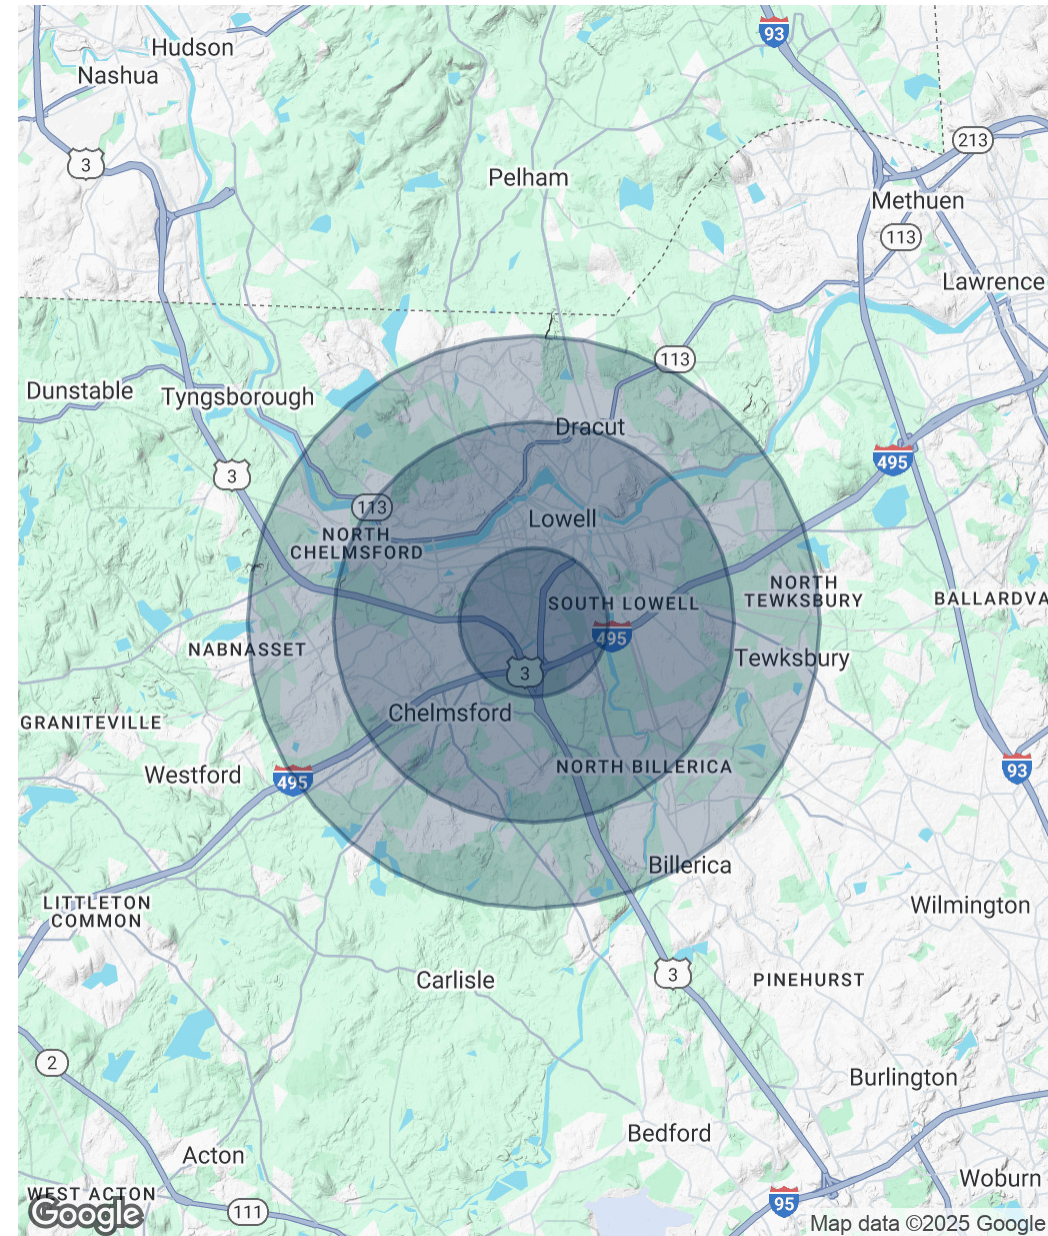 Hudson
Nashua
93
213
3
Pelham
Methuen
113
Lawrence
113
Dunstable
Tyngsborough
Dracut
495
3
113
Lowell
NORTH
CHELMSFORD
NORTH
TEWKSBURY
SOUTH LOWELL
BALLARDVA
495
NABNASSET
Tewksbury
3
Chelmsford
GRANITEVILLE
NORTH BILLERICA
93
Westford
495
Billerica
LITTLETON
COMMON
Wilmington
3
Carlisle
PINEHURST
2
Burlington
Bedford
Acton
Woburn
WEST ACTON
95
111
Google
Map data ©2025 Google